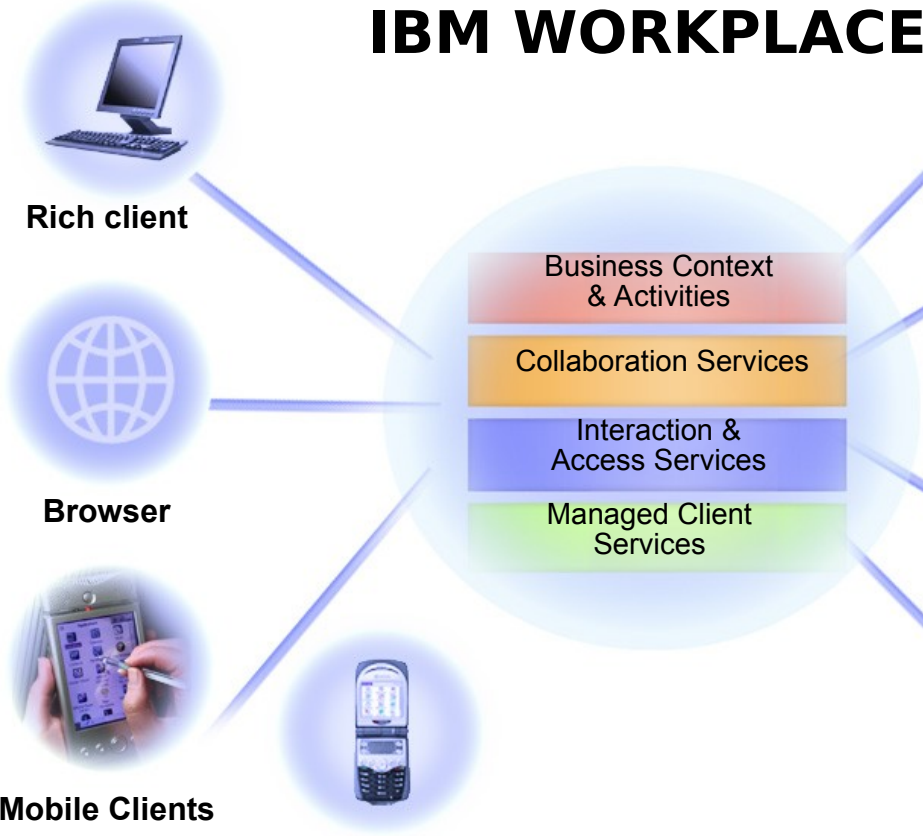 IBM WORKPLACE
Rich client
Business Context
& Activities
Collaboration Services
Interaction &
Access Services
Browser
Managed Client
Services
Mobile Clients